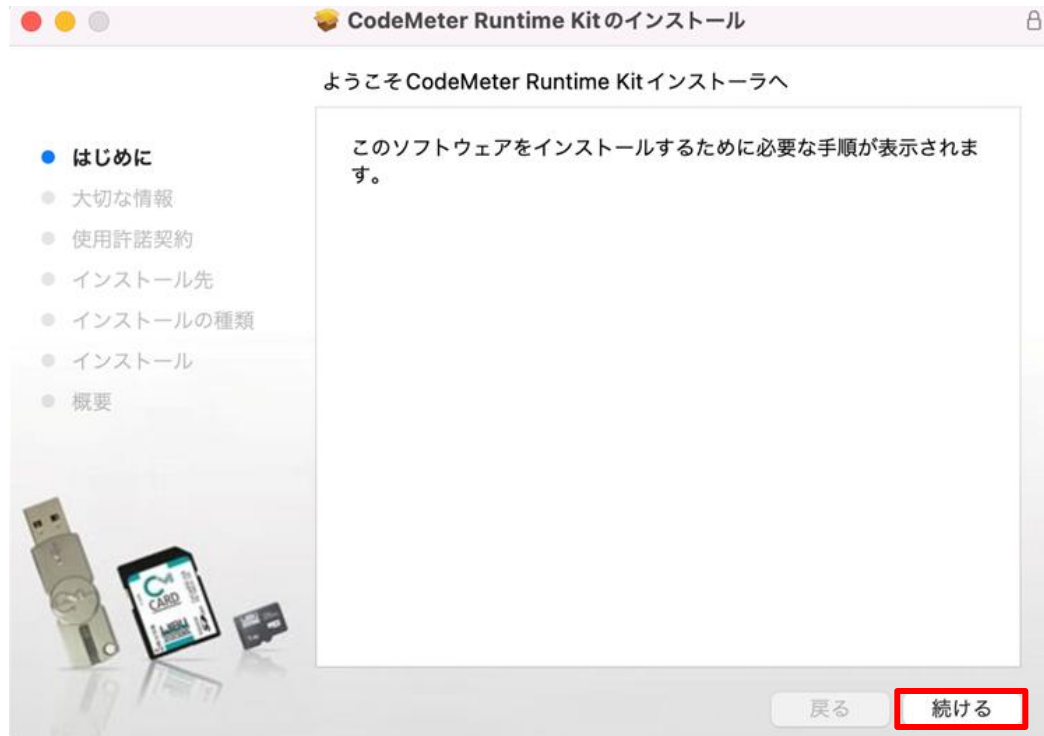 CodeMeter Runtime Kitのインストール
ようこそCodeMeter Runtime Kitインストーラへ
はじめに
大切な情報
使用許諾契約
インストール先
インストールの種類
インストール
概要
このソフトウェアをインストールするために必要な手順が表示されま
す。
CARD
戻る
続ける